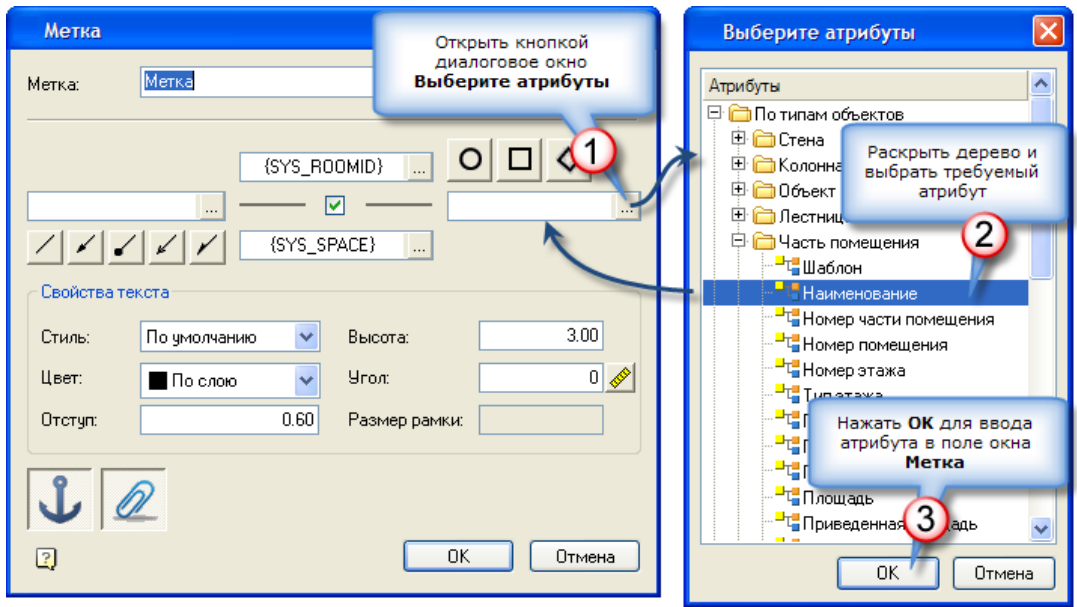 Метка
Метка:
Метка
Открыть кнопкой
диалоговое окно
Выберите атрибуты
1
{SYS_ROOMID}
...
...
...
{SYS_SPACE}
...
Свойства текста
Стиль:
По умолчанию
Высота:
3.00
Цвет:
По слою
Угол:
0
Отступ:
0.60
Размер рамки:
?
OK
Отмена
Выберите атрибуты
Атрибуты
По типам объектов
Стена
Колонна
Объект
Раскрыть дерево и
выбрать требуемый
атрибут
2
Часть помещения
Шаблон
Наименование
Номер части помещения
Номер помещения
Номер этажа
Тип этажа
Нажать ОК для ввода
атрибута в поле окна
Метка
Площадь
3
OK
Отмена